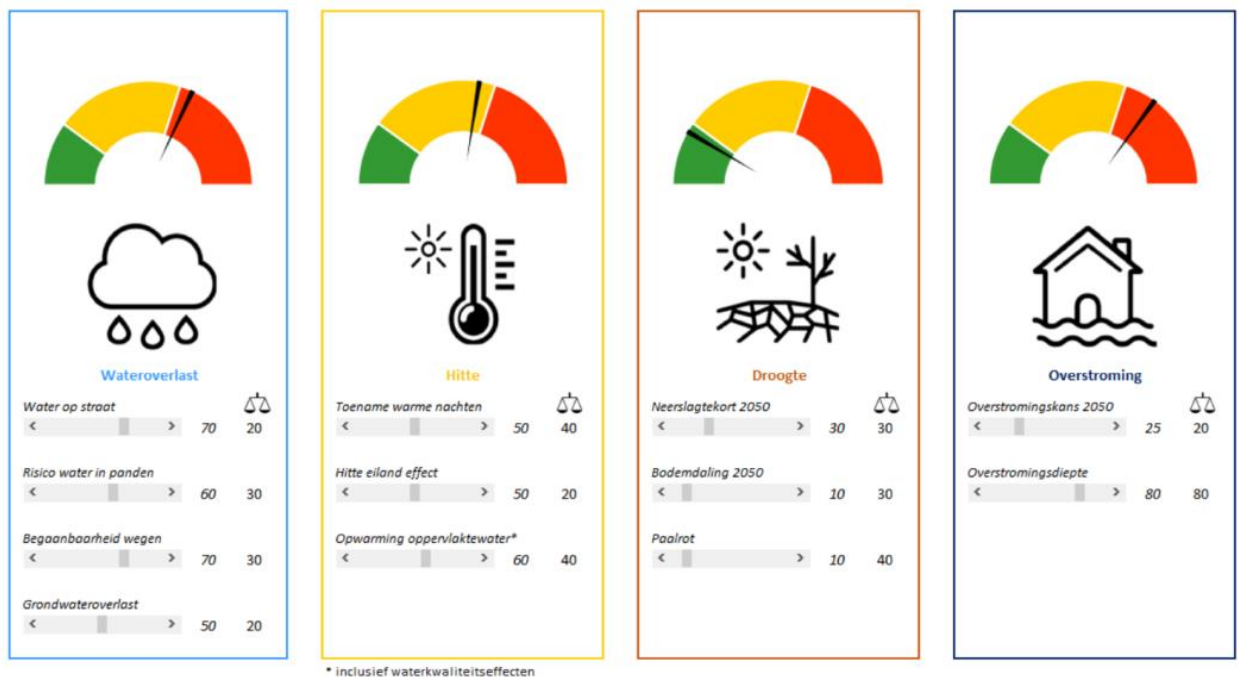 Wateroverlast
Water op straat
< > 70 20
Risico water in panden
< > 60 30
Begaanbaarheid wegen
< > 70 30
Grondwateroverlast
< > 50 20
Hitte
Toename warme nachten
< > 50 40
Hitte eiland effect
< > 50 20
Opwarming oppervlaktewater*
< > 60 40
* inclusief waterkwaliteitseffecten
Droogte
Neerslagtekort 2050
< > 30 30
Bodemdaling 2050
< > 10 30
Paalrot
< > 10 40
Overstroming
Overstromingskans 2050
< > 25 20
Overstromingsdiepte
< > 80 80